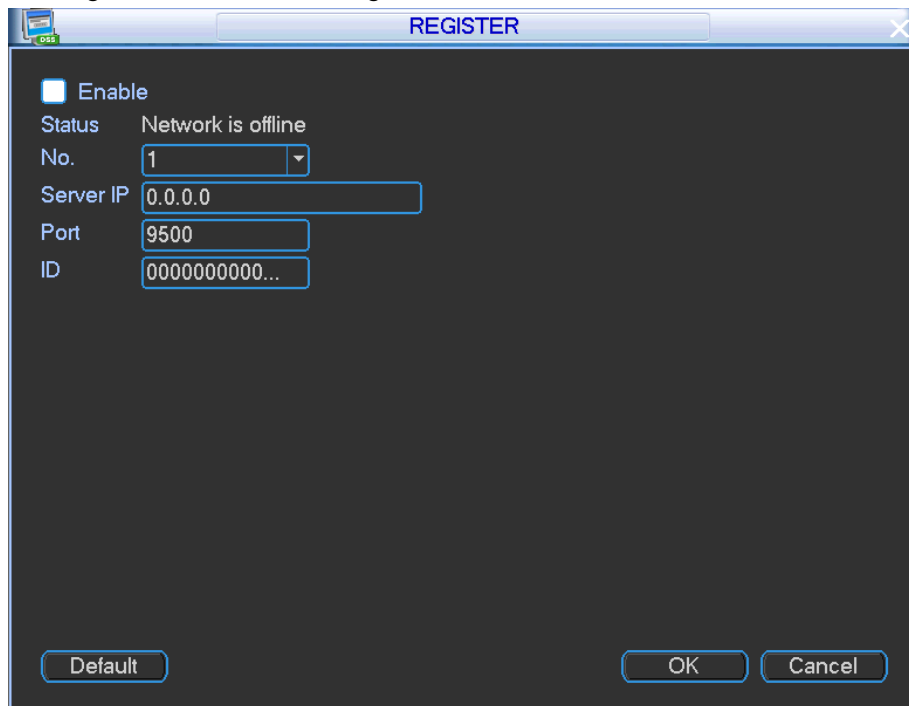 REGISTER
DSS
Enable
Status Network is offline
No. 1
Server IP 0.0.0.0
Port 9500
ID 0000000000...
Default OK Cancel